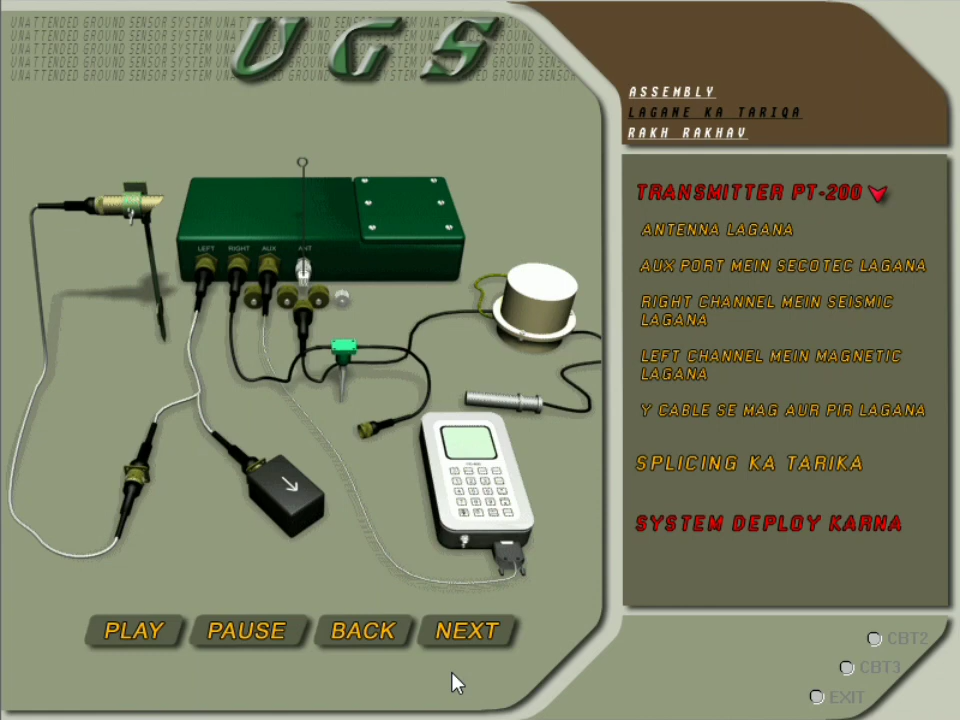 UNATTENDED GROUND SENSOR SYSTEM UNATTENDED GROUND SENSOR SYSTEM UNATTENDED GROUND
UGS
ASSEMBLY
LAGANE KA TARIQA
RAKH RAKHAV
TRANSMITTER PT-200
ANTENNA LAGANA
AUX PORT MEIN SECOTEC LAGANA
RIGHT CHANNEL MEIN SEISMIC
LAGANA
LEFT CHANNEL MEIN MAGNETIC
LAGANA
Y CABLE SE MAG AUR PIR LAGANA
SPLICING KA TARIKA
SYSTEM DEPLOY KARNA
LEFT RIGHT AUX ANT
PLAY PAUSE BACK NEXT
CBT2
CBT3
EXIT